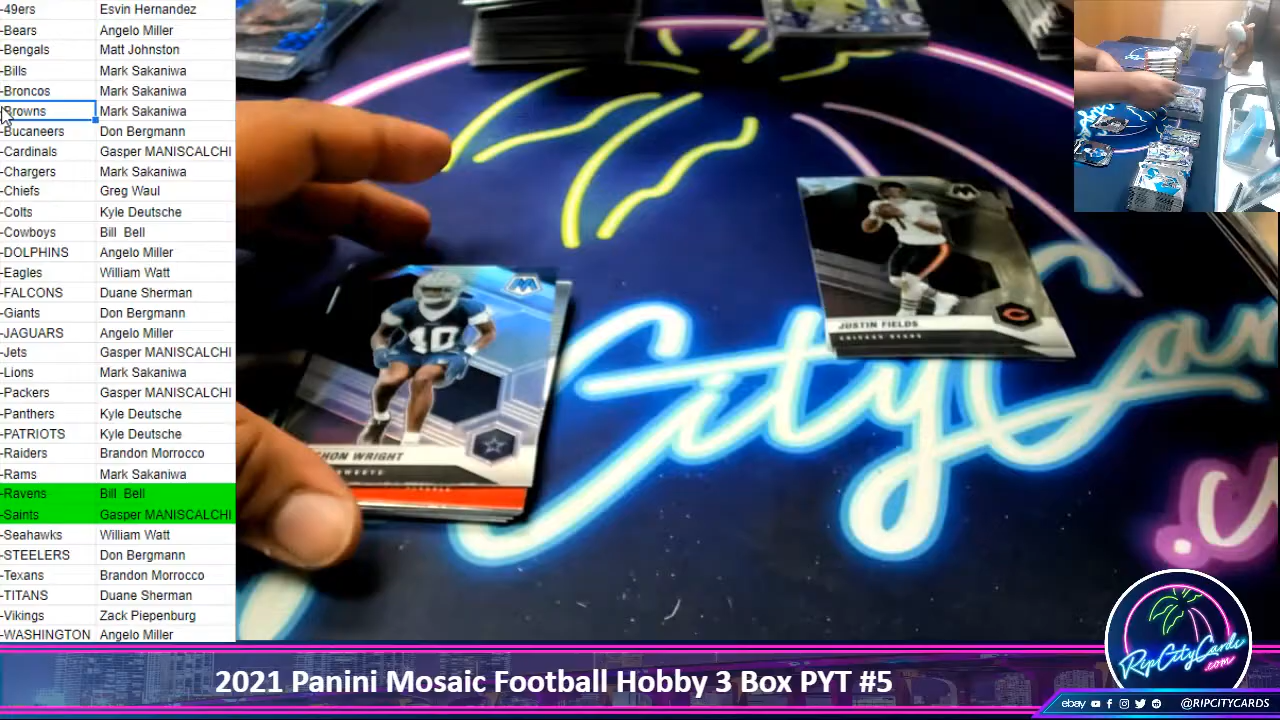 -49ers Esvin Hernandez
-Bears Angelo Miller
-Bengals Matt Johnston
-Bills Mark Sakaniwa
-Broncos Mark Sakaniwa
-Browns Mark Sakaniwa
-Bucaneers Don Bergmann
-Cardinals Gasper MANISCALCHI
-Chargers Mark Sakaniwa
-Chiefs Greg Waul
-Colts Kyle Deutsche
-Cowboys Bill Bell
-DOLPHINS Angelo Miller
-Eagles William Watt
-FALCONS Duane Sherman
-Giants Don Bergmann
-JAGUARS Angelo Miller
-Jets Gasper MANISCALCHI
-Lions Mark Sakaniwa
-Packers Gasper MANISCALCHI
-Panthers Kyle Deutsche
-PATRIOTS Kyle Deutsche
-Raiders Brandon Morrocco
-Rams Mark Sakaniwa
-Ravens Bill Bell
-Saints Gasper MANISCALCHI
-Seahawks William Watt
-STEELERS Don Bergmann
-Texans Brandon Morrocco
-TITANS Duane Sherman
-Vikings Zack Piepenburg
-WASHINGTON Angelo Miller
JUSTIN FIELDS
CHICAGO BEARS
40
WRIGHT
RipCityCards
.com
2021 Panini Mosaic Football Hobby 3 Box PYT #5
ebay @RIPCITYCARDS